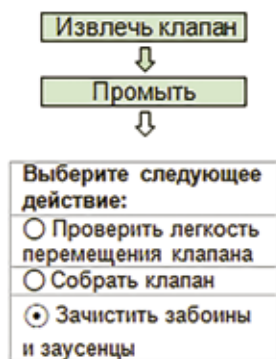 Извлечь клапан
Промыть
Выберите следующее
действие:
Проверить легкость
перемещения клапана
Собрать клапан
Зачистить забоины
и заусенцы